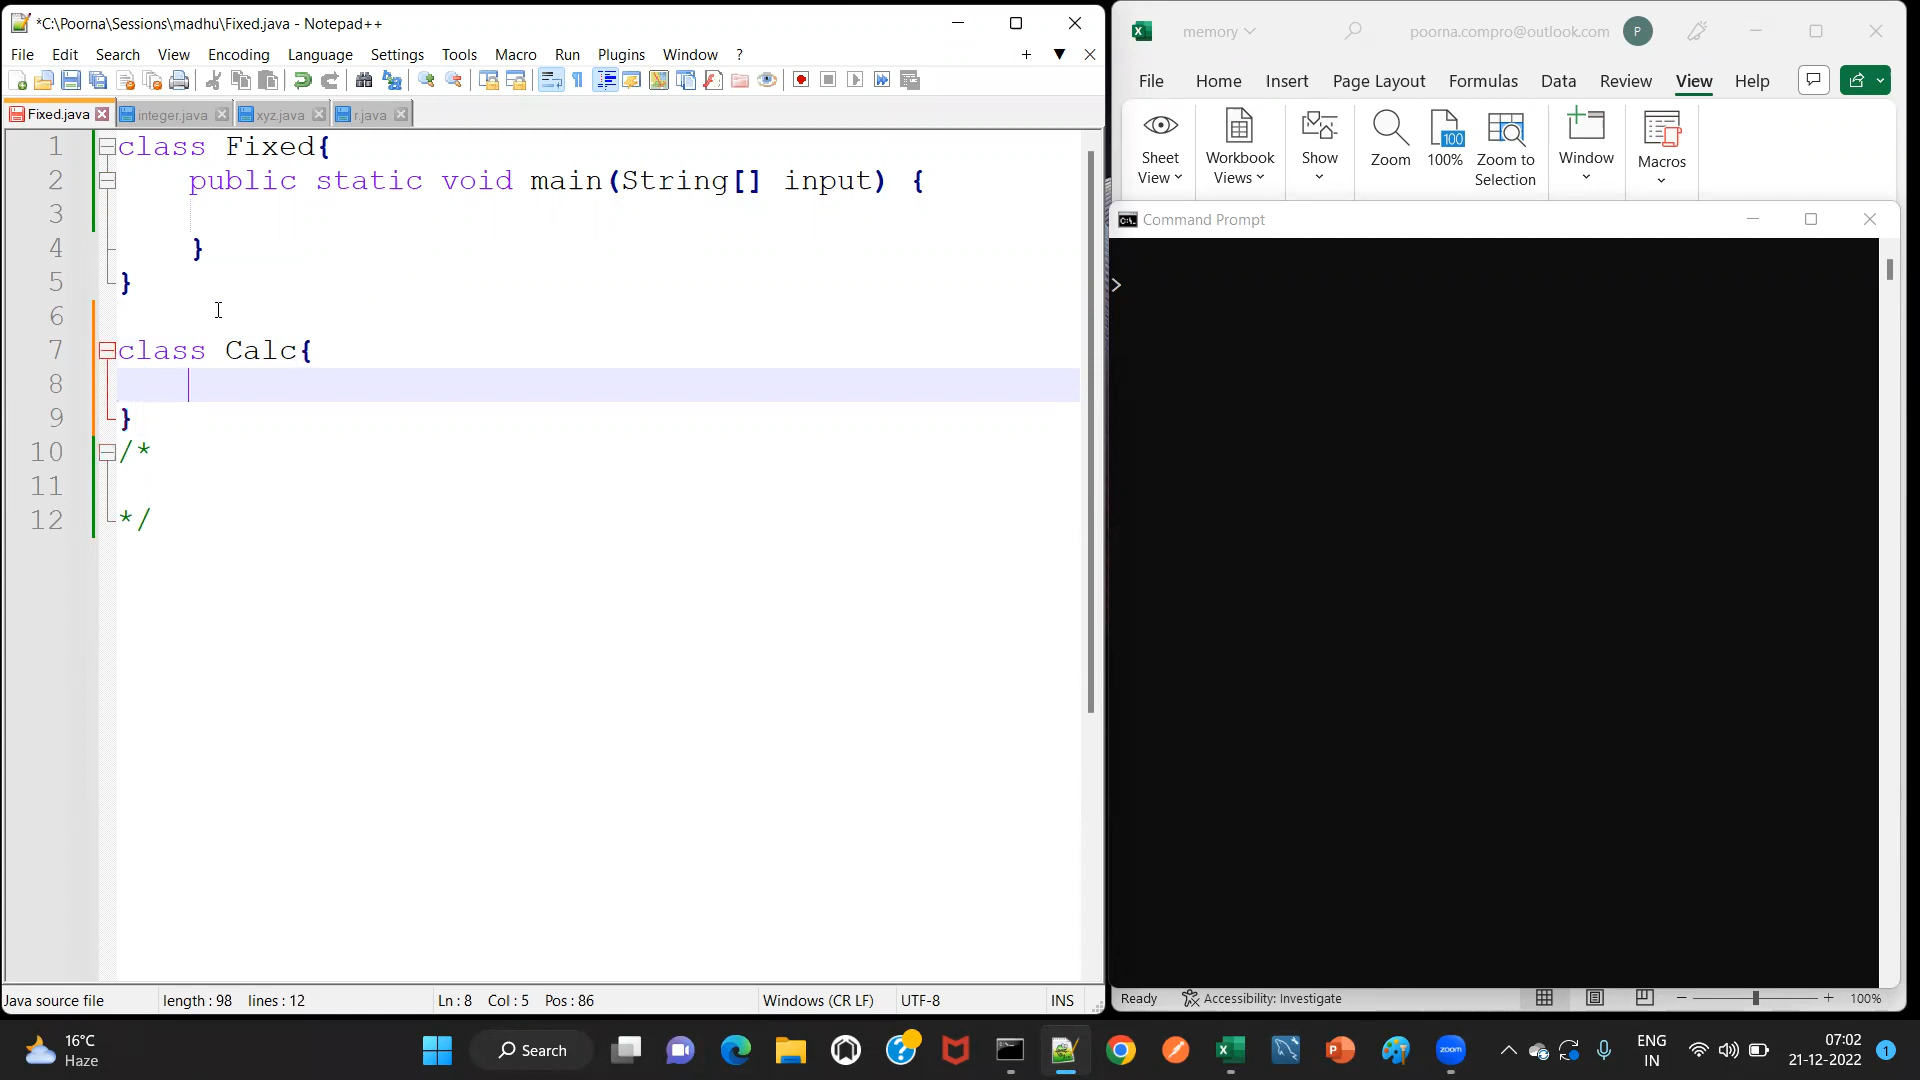 *C:\Poorna\Sessions\madhu\Fixed.java - Notepad++
File Edit Search View Encoding Language Settings Tools Macro Run Plugins Window ?
Fixed.java integer.java xyz.java r.java
1 class Fixed{
2 public static void main(String[] input) {
3
4 }
5 }
6
7 class Calc{
8
9 }
10 /*
11
12 */
Java source file length : 98 lines : 12 Ln : 8 Col : 5 Pos : 86 Windows (CR LF) UTF-8 INS
memory poorna.compro@outlook.com P
File Home Insert Page Layout Formulas Data Review View Help
Sheet View Workbook Views Show Zoom 100 100% Zoom to Selection Window Macros
Command Prompt
>
Ready Accessibility: Investigate 100%
16°C
Haze
Search
zoom
ENG
IN
07:02
21-12-2022
1